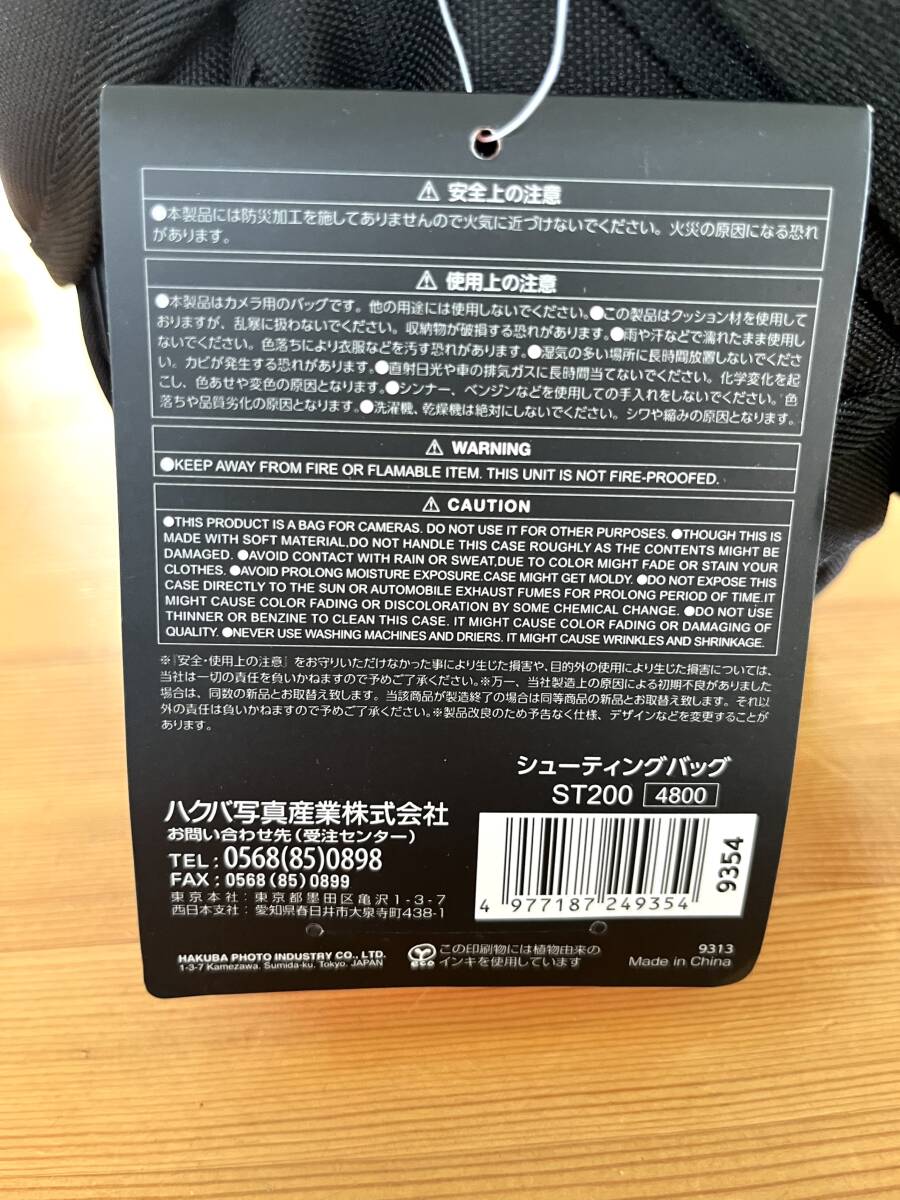 ⚠ 安全上の注意
●本製品には防災加工を施してありませんので火気に近づけないでください。火災の原因になる恐れ
があります。
⚠ 使用上の注意
●本製品はカメラ用のバッグです。他の用途には使用しないでください。●この製品はクッション材を使用して
おりますが、乱暴に扱わないでください。収納物が破損する恐れがあります。●雨や汗などで濡れたまま使用し
ないでください。色落ちにより衣服などを汚す恐れがあります。●湿気の多い場所に長時間放置しないでくださ
い。カビが発生する恐れがあります。●直射日光や車の排気ガスに長時間当てないでください。化学変化を起
こし、色あせや変色の原因となります。●シンナー、ベンジンなどを使用しての手入れをしないでください。色
落ちや品質劣化の原因となります。●洗濯機、乾燥機は絶対にしないでください。シワや縮みの原因となります。
⚠ WARNING
●KEEP AWAY FROM FIRE OR FLAMABLE ITEM. THIS UNIT IS NOT FIRE-PROOFED.
⚠ CAUTION
●THIS PRODUCT IS A BAG FOR CAMERAS. DO NOT USE IT FOR OTHER PURPOSES. ●THOUGH THIS IS
MADE WITH SOFT MATERIAL,DO NOT HANDLE THIS CASE ROUGHLY AS THE CONTENTS MIGHT BE
DAMAGED. ●AVOID CONTACT WITH RAIN OR SWEAT,DUE TO COLOR MIGHT FADE OR STAIN YOUR
CLOTHES. ●AVOID PROLONG MOISTURE EXPOSURE.CASE MIGHT GET MOLDY. ●DO NOT EXPOSE THIS
CASE DIRECTLY TO THE SUN OR AUTOMOBILE EXHAUST FUMES FOR PROLONG PERIOD OF TIME.IT
MIGHT CAUSE COLOR FADING OR DISCOLORATION BY SOME CHEMICAL CHANGE. ●DO NOT USE
THINNER OR BENZINE TO CLEAN THIS CASE. IT MIGHT CAUSE COLOR FADING OR DAMAGING OF
QUALITY. ●NEVER USE WASHING MACHINES AND DRIERS. IT MIGHT CAUSE WRINKLES AND SHRINKAGE.
※『安全・使用上の注意』をお守りいただけなかった事により生じた損害や、目的外の使用により生じた損害については、
当社は一切の責任を負いかねますので予めご了承ください。※万一、当社製造上の原因による初期不良がありました
場合は、同数の新品とお取替え致します。当該商品が製造終了の場合は同等商品の新品とお取替え致します。それ以
外の責任は負いかねますので予めご了承ください。※製品改良のため予告なく仕様、デザインなどを変更することが
あります。
シューティングバッグ
ST200 4800
ハクバ写真産業株式会社
お問い合わせ先（受注センター）
TEL：0568(85)0898
FAX：0568(85)0899
東京本社：東京都墨田区亀沢1-3-7
西日本支社：愛知県春日井市大泉寺町438-1
4 977187 249354
9354
HAKUBA PHOTO INDUSTRY CO., LTD.
1-3-7 Kamezawa, Sumida-ku, Tokyo, JAPAN
eco
この印刷物には植物由来の
インキを使用しています
9313
Made in China